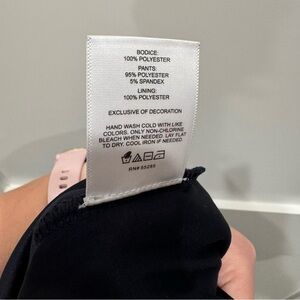 BODICE:
100% POLYESTER
PANTS:
95% POLYESTER
5% SPANDEX
LINING:
100% POLYESTER
EXCLUSIVE OF DECORATION
HAND WASH COLD WITH LIKE
COLORS. ONLY NON-CHLORINE
BLEACH WHEN NEEDED. LAY FLAT
TO DRY. COOL IRON IF NEEDED
RN# 55285